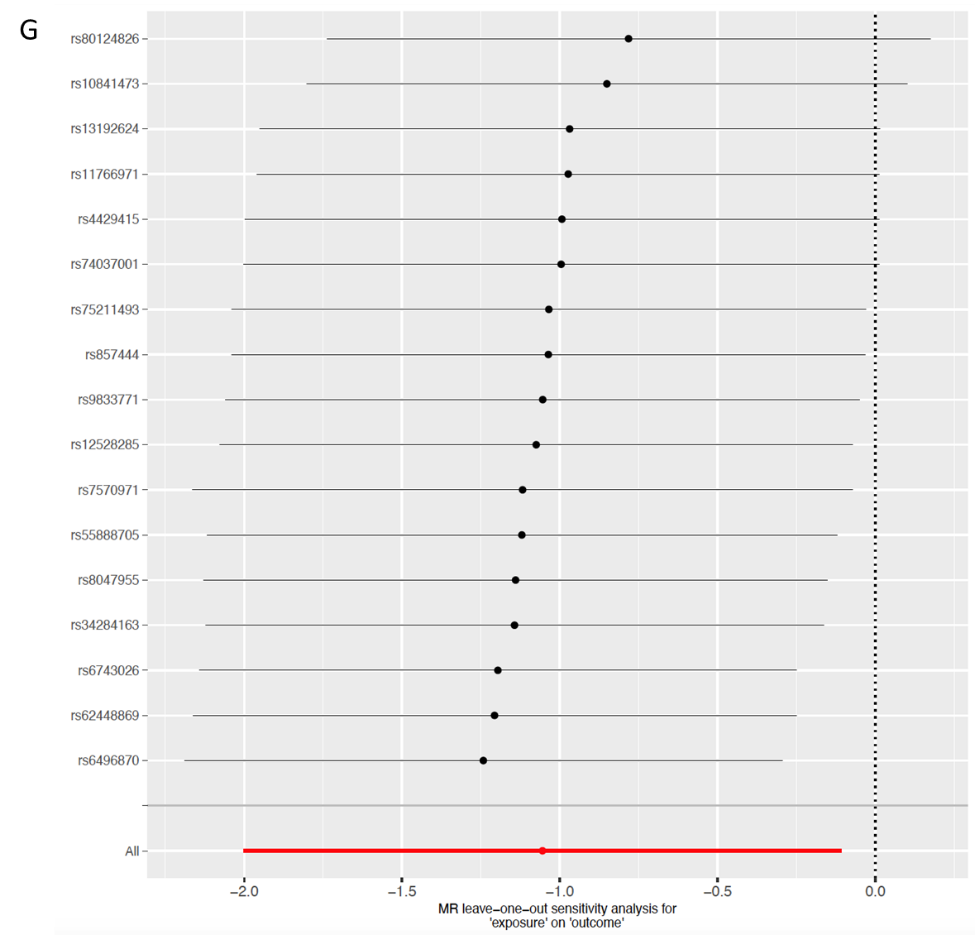 G
rs80124826
rs10841473
rs13192624
rs11766971
rs4429415
rs74037001
rs75211493
rs857444
rs9833771
rs12528285
rs7570971
rs55888705
rs8047955
rs34284163
rs6743026
rs62448869
rs6496870
All
−2.0 −1.5 −1.0 −0.5 0.0
MR leave−one−out sensitivity analysis for
'exposure' on 'outcome'